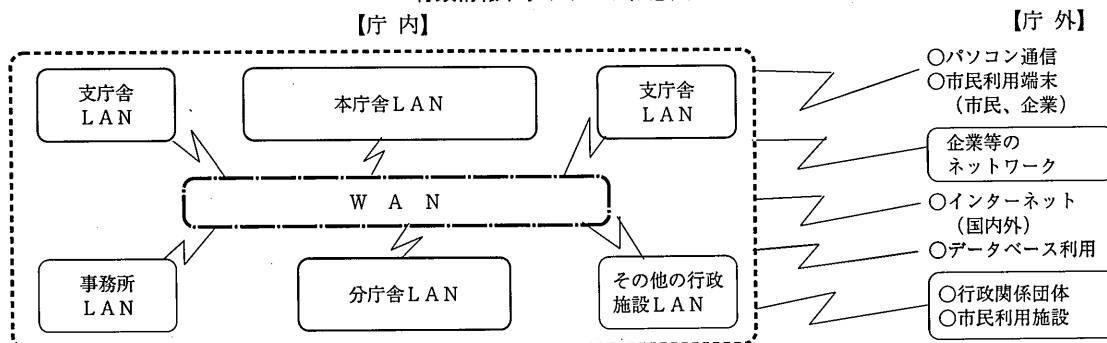 【庁 内】
【庁 外】
支庁舎
LAN
本庁舎LAN
支庁舎
LAN
WAN
事務所
LAN
分庁舎LAN
その他の行政
施設LAN
○パソコン通信
○市民利用端末
(市民、企業)
企業等の
ネットワーク
○インターネット
(国内外)
○データベース利用
○行政関係団体
○市民利用施設